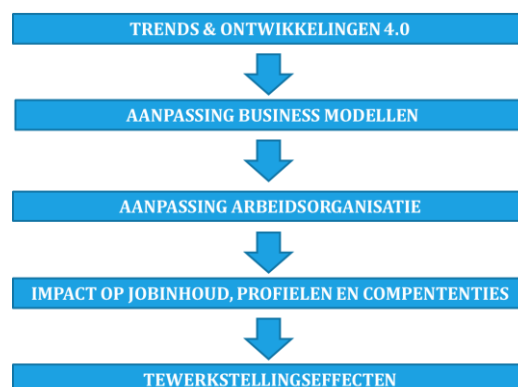 TRENDS & ONTWIKKELINGEN 4.0
AANPASSING BUSINESS MODELLEN
AANPASSING ARBEIDSORGANISATIE
IMPACT OP JOBINHOUD, PROFIELEN EN COMPENTENTIES
TEWERKSTELLINGSEFFECTEN